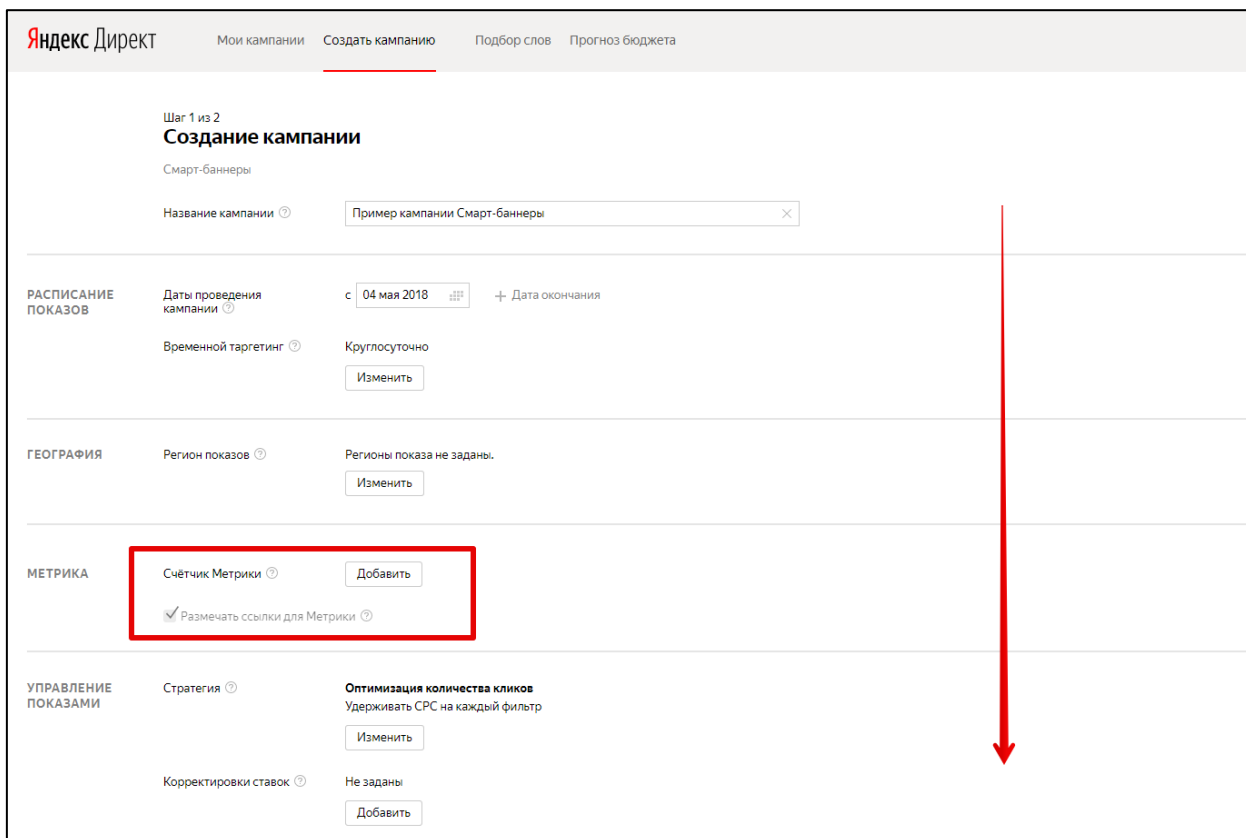 Яндекс Директ Мои кампании Создать кампанию Подбор слов Прогноз бюджета
Шаг 1 из 2
Создание кампании
Смарт-баннеры
Название кампании ? Пример кампании Смарт-баннеры ×
РАСПИСАНИЕ ПОКАЗОВ
Даты проведения кампании ? с 04 мая 2018 + Дата окончания
Временной таргетинг ? Круглосуточно
Изменить
ГЕОГРАФИЯ Регион показов ? Регионы показа не заданы.
Изменить
МЕТРИКА Счётчик Метрики ? Добавить
Размечать ссылки для Метрики ?
УПРАВЛЕНИЕ ПОКАЗАМИ
Стратегия ? Оптимизация количества кликов
Удерживать CPC на каждый фильтр
Изменить
Корректировки ставок ? Не заданы
Добавить